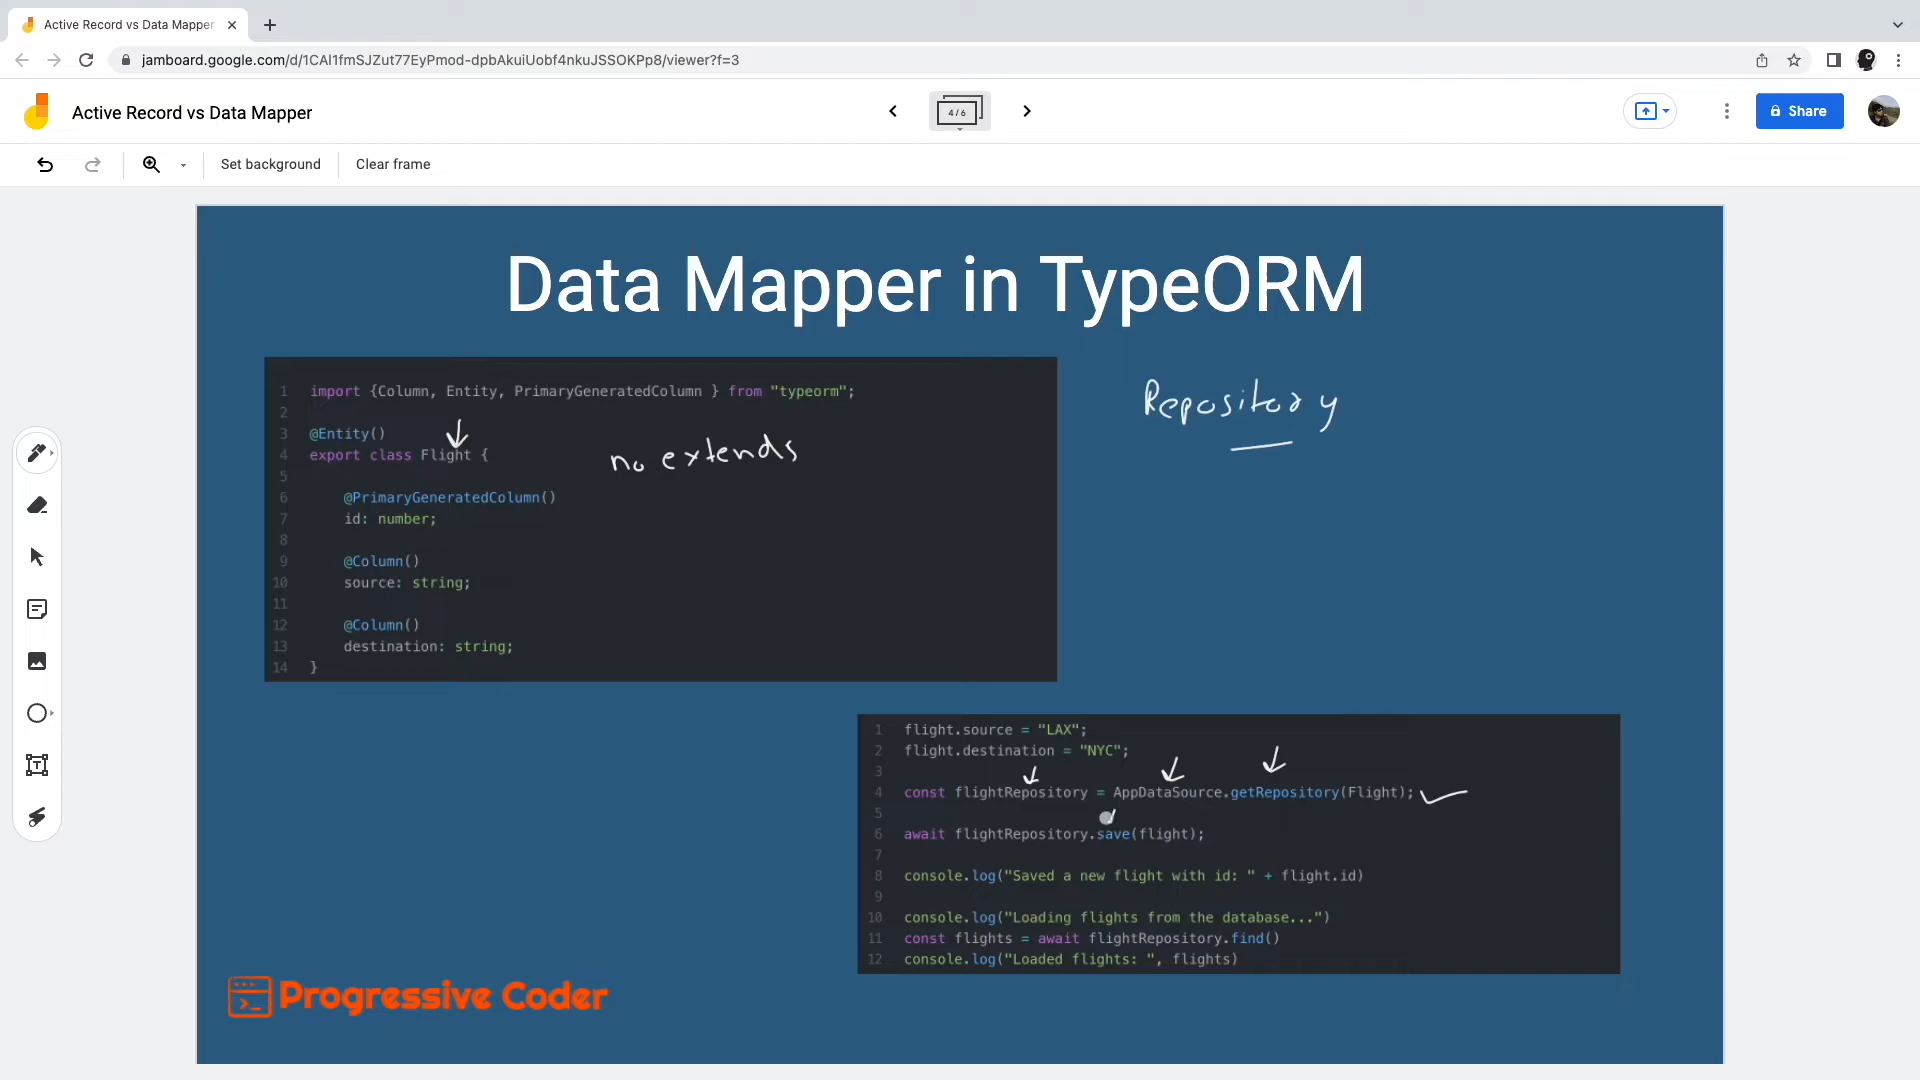 Active Record vs Data Mapper
jamboard.google.com/d/1CAl1fmSJZut77EyPmod-dpbAkuiUobf4nkuJSSOKPp8/viewer?f=3
Active Record vs Data Mapper
4/6
Share
Set background
Clear frame
Data Mapper in TypeORM
1 import {Column, Entity, PrimaryGeneratedColumn } from "typeorm";
2
3 @Entity()
4 export class Flight {
5
6 @PrimaryGeneratedColumn()
7 id: number;
8
9 @Column()
10 source: string;
11
12 @Column()
13 destination: string;
14 }
no extends
Repository
1 flight.source = "LAX";
2 flight.destination = "NYC";
3
4 const flightRepository = AppDataSource.getRepository(Flight);
5
6 await flightRepository.save(flight);
7
8 console.log("Saved a new flight with id: " + flight.id)
9
10 console.log("Loading flights from the database...")
11 const flights = await flightRepository.find()
12 console.log("Loaded flights: ", flights)
Progressive Coder